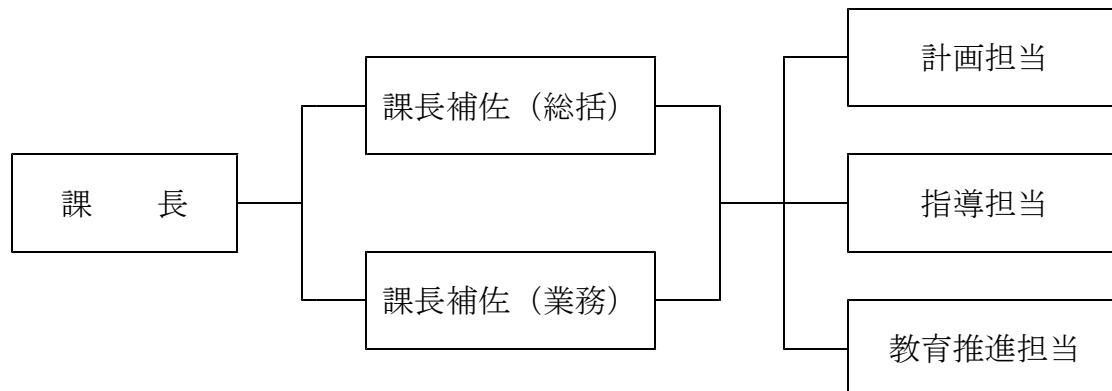 課　　長
課長補佐（総括）
課長補佐（業務）
計画担当
指導担当
教育推進担当